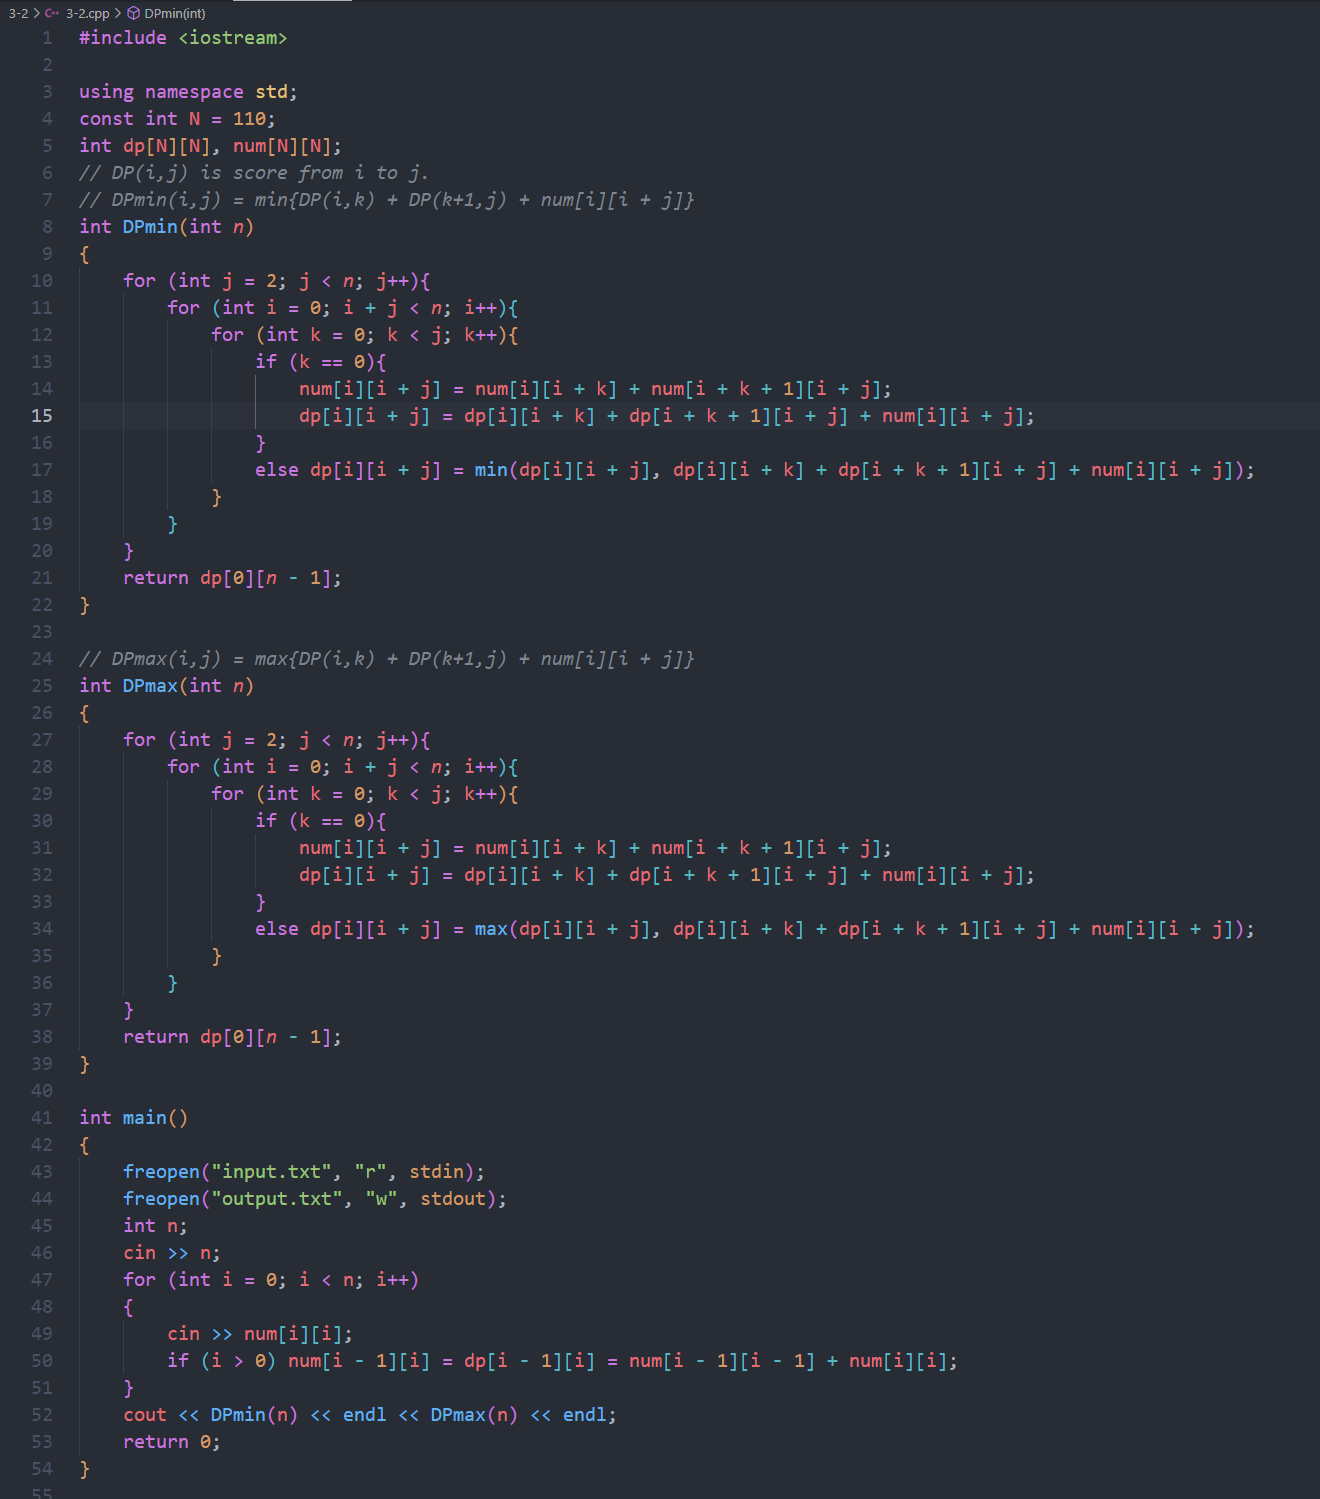 3-2 > C++ 3-2.cpp > DPmin(int)
1 #include <iostream>
2
3 using namespace std;
4 const int N = 110;
5 int dp[N][N], num[N][N];
6 // DP(i,j) is score from i to j.
7 // DPmin(i,j) = min{DP(i,k) + DP(k+1,j) + num[i][i + j]}
8 int DPmin(int n)
9 {
10     for (int j = 2; j < n; j++){
11         for (int i = 0; i + j < n; i++){
12             for (int k = 0; k < j; k++){
13                 if (k == 0){
14                     num[i][i + j] = num[i][i + k] + num[i + k + 1][i + j];
15                     dp[i][i + j] = dp[i][i + k] + dp[i + k + 1][i + j] + num[i][i + j];
16                 }
17                 else dp[i][i + j] = min(dp[i][i + j], dp[i][i + k] + dp[i + k + 1][i + j] + num[i][i + j]);
18             }
19         }
20     }
21     return dp[0][n - 1];
22 }
23
24 // DPmax(i,j) = max{DP(i,k) + DP(k+1,j) + num[i][i + j]}
25 int DPmax(int n)
26 {
27     for (int j = 2; j < n; j++){
28         for (int i = 0; i + j < n; i++){
29             for (int k = 0; k < j; k++){
30                 if (k == 0){
31                     num[i][i + j] = num[i][i + k] + num[i + k + 1][i + j];
32                     dp[i][i + j] = dp[i][i + k] + dp[i + k + 1][i + j] + num[i][i + j];
33                 }
34                 else dp[i][i + j] = max(dp[i][i + j], dp[i][i + k] + dp[i + k + 1][i + j] + num[i][i + j]);
35             }
36         }
37     }
38     return dp[0][n - 1];
39 }
40
41 int main()
42 {
43     freopen("input.txt", "r", stdin);
44     freopen("output.txt", "w", stdout);
45     int n;
46     cin >> n;
47     for (int i = 0; i < n; i++)
48     {
49         cin >> num[i][i];
50         if (i > 0) num[i - 1][i] = dp[i - 1][i] = num[i - 1][i - 1] + num[i][i];
51     }
52     cout << DPmin(n) << endl << DPmax(n) << endl;
53     return 0;
54 }
55